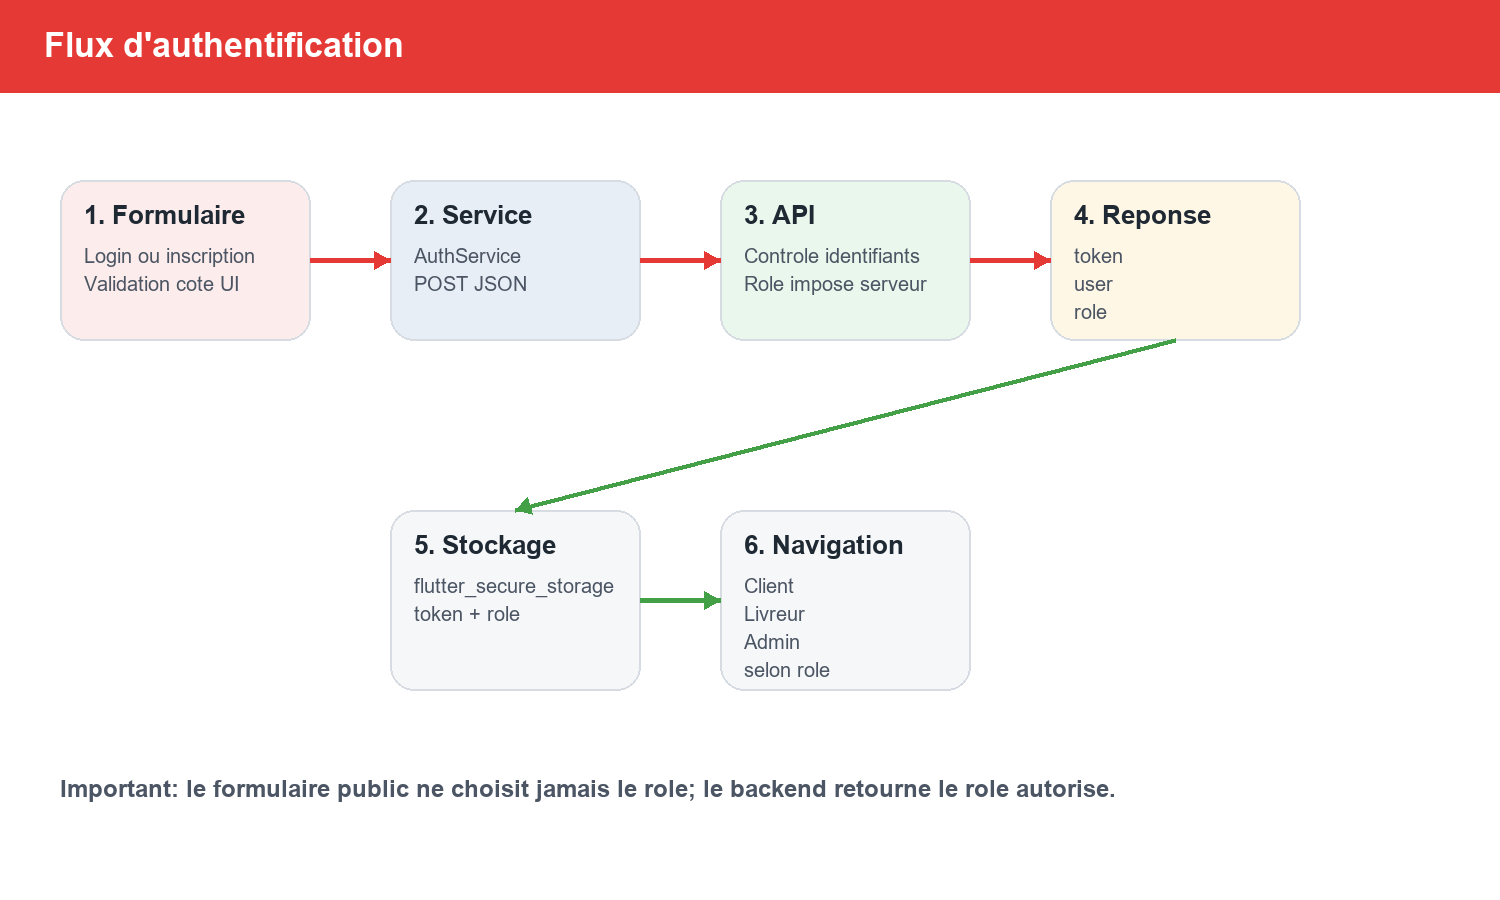 Flux d'authentification
1. Formulaire
Login ou inscription
Validation cote UI
2. Service
AuthService
POST JSON
3. API
Controle identifiants
Role impose serveur
4. Reponse
token
user
role
5. Stockage
flutter_secure_storage
token + role
6. Navigation
Client
Livreur
Admin
selon role
Important: le formulaire public ne choisit jamais le role; le backend retourne le role autorise.